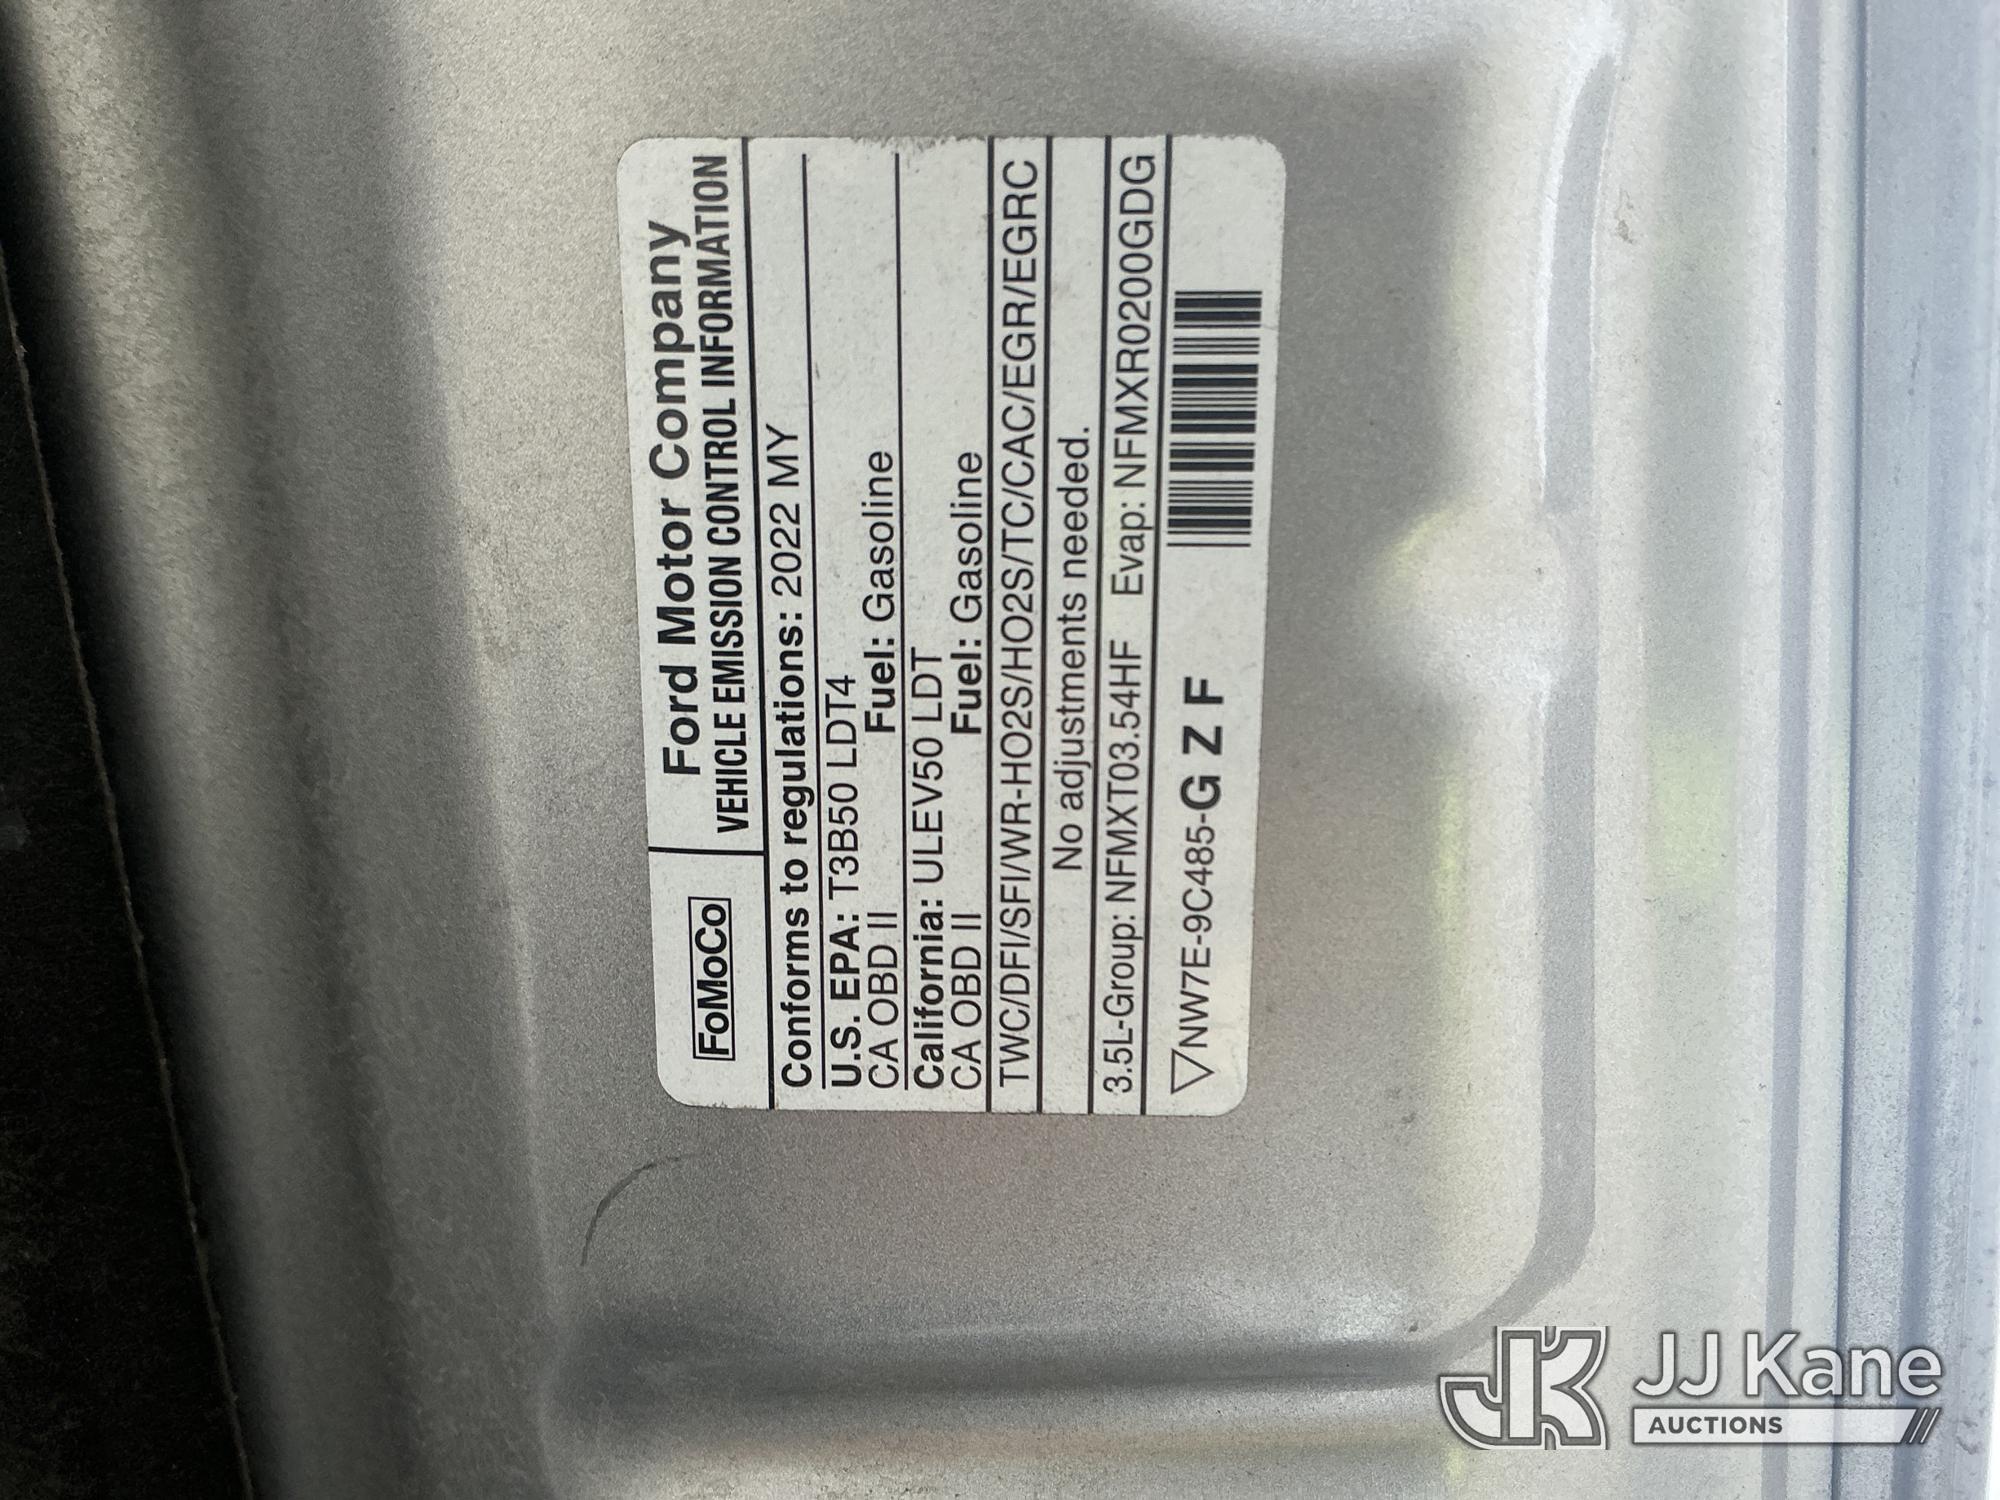 FoMoCo
Ford Motor Company
VEHICLE EMISSION CONTROL INFORMATION
Conforms to regulations: 2022 MY
U.S. EPA: T3B50 LDT4
CA OBD II Fuel: Gasoline
California: ULEV50 LDT
CA OBD II Fuel: Gasoline
TWC/DFI/SFI/WR-HO2S/HO2S/TC/CAC/EGR/EGRC
No adjustments needed.
3.5L-Group: NFMXT03.54HF Evap: NFMXR0200GDG
▽NW7E-9C485-G Z F
JK JJ Kane
AUCTIONS